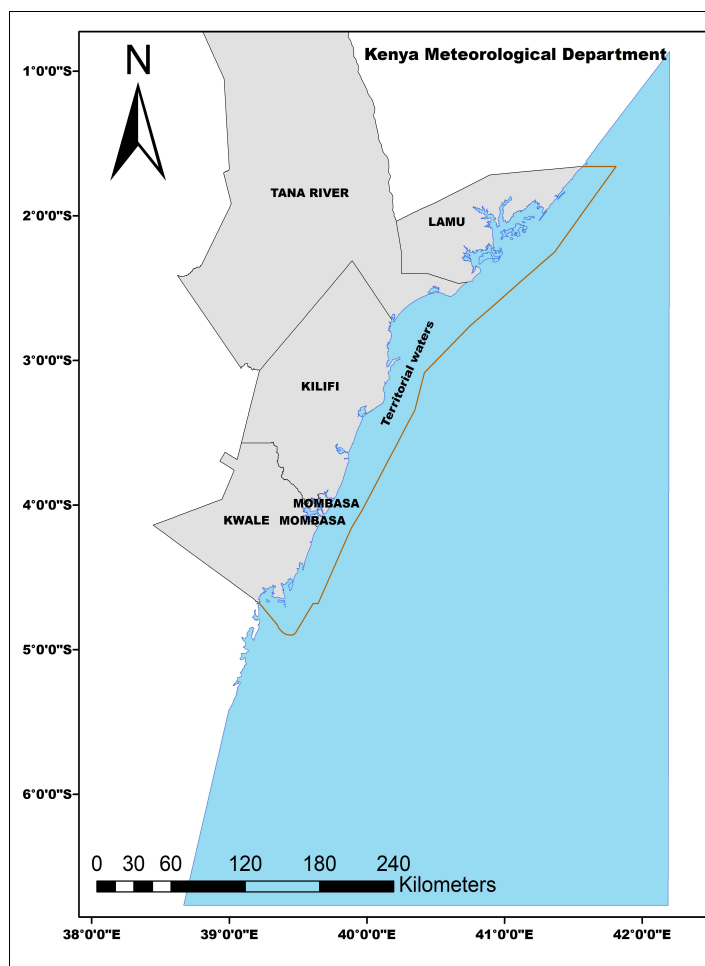 Kenya Meteorological Department
N
1°0'0"S
2°0'0"S
3°0'0"S
4°0'0"S
5°0'0"S
6°0'0"S
TANA RIVER
LAMU
Territorial waters
KILIFI
MOMBASA
KWALE
MOMBASA
0 30 60 120 180 240
Kilometers
38°0'0"E 39°0'0"E 40°0'0"E 41°0'0"E 42°0'0"E